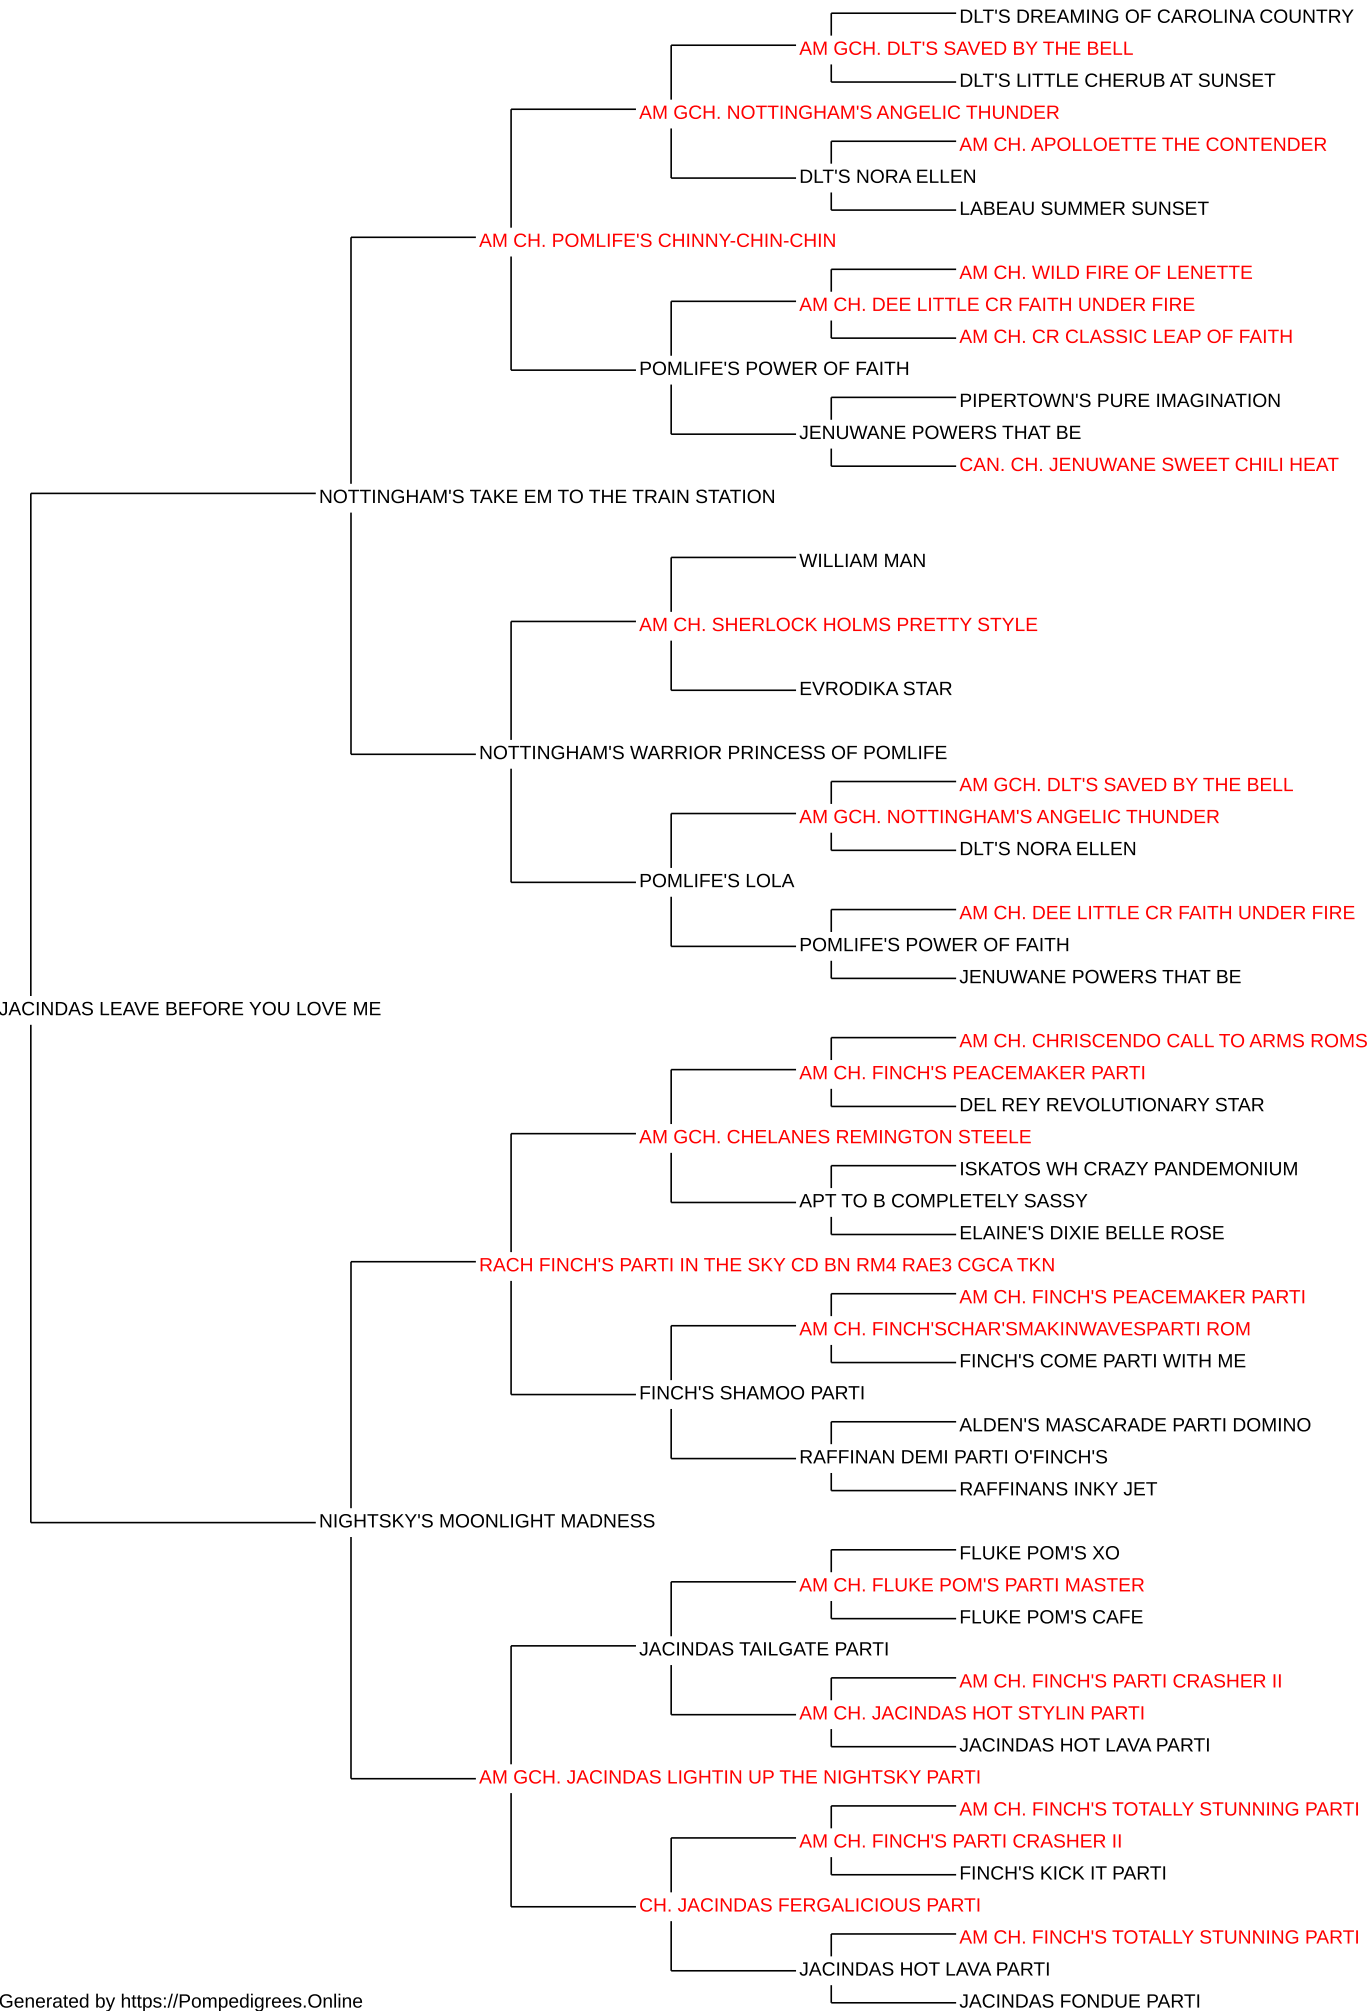 DLT'S DREAMING OF CAROLINA COUNTRY
AM GCH. DLT'S SAVED BY THE BELL
DLT'S LITTLE CHERUB AT SUNSET
AM GCH. NOTTINGHAM'S ANGELIC THUNDER
AM CH. APOLLOETTE THE CONTENDER
DLT'S NORA ELLEN
LABEAU SUMMER SUNSET
AM CH. POMLIFE'S CHINNY-CHIN-CHIN
AM CH. WILD FIRE OF LENETTE
AM CH. DEE LITTLE CR FAITH UNDER FIRE
AM CH. CR CLASSIC LEAP OF FAITH
POMLIFE'S POWER OF FAITH
PIPERTOWN'S PURE IMAGINATION
JENUWANE POWERS THAT BE
CAN. CH. JENUWANE SWEET CHILI HEAT
NOTTINGHAM'S TAKE EM TO THE TRAIN STATION
WILLIAM MAN
AM CH. SHERLOCK HOLMS PRETTY STYLE
EVRODIKA STAR
NOTTINGHAM'S WARRIOR PRINCESS OF POMLIFE
AM GCH. DLT'S SAVED BY THE BELL
AM GCH. NOTTINGHAM'S ANGELIC THUNDER
DLT'S NORA ELLEN
POMLIFE'S LOLA
AM CH. DEE LITTLE CR FAITH UNDER FIRE
POMLIFE'S POWER OF FAITH
JENUWANE POWERS THAT BE
JACINDAS LEAVE BEFORE YOU LOVE ME
AM CH. CHRISCENDO CALL TO ARMS ROMS
AM CH. FINCH'S PEACEMAKER PARTI
DEL REY REVOLUTIONARY STAR
AM GCH. CHELANES REMINGTON STEELE
ISKATOS WH CRAZY PANDEMONIUM
APT TO B COMPLETELY SASSY
ELAINE'S DIXIE BELLE ROSE
RACH FINCH'S PARTI IN THE SKY CD BN RM4 RAE3 CGCA TKN
AM CH. FINCH'S PEACEMAKER PARTI
AM CH. FINCH'SCHAR'SMAKINWAVESPARTI ROM
FINCH'S COME PARTI WITH ME
FINCH'S SHAMOO PARTI
ALDEN'S MASCARADE PARTI DOMINO
RAFFINAN DEMI PARTI O'FINCH'S
RAFFINANS INKY JET
NIGHTSKY'S MOONLIGHT MADNESS
FLUKE POM'S XO
AM CH. FLUKE POM'S PARTI MASTER
FLUKE POM'S CAFE
JACINDAS TAILGATE PARTI
AM CH. FINCH'S PARTI CRASHER II
AM CH. JACINDAS HOT STYLIN PARTI
JACINDAS HOT LAVA PARTI
AM GCH. JACINDAS LIGHTIN UP THE NIGHTSKY PARTI
AM CH. FINCH'S TOTALLY STUNNING PARTI
AM CH. FINCH'S PARTI CRASHER II
FINCH'S KICK IT PARTI
CH. JACINDAS FERGALICIOUS PARTI
AM CH. FINCH'S TOTALLY STUNNING PARTI
JACINDAS HOT LAVA PARTI
JACINDAS FONDUE PARTI
Generated by https://Pompedigrees.Online